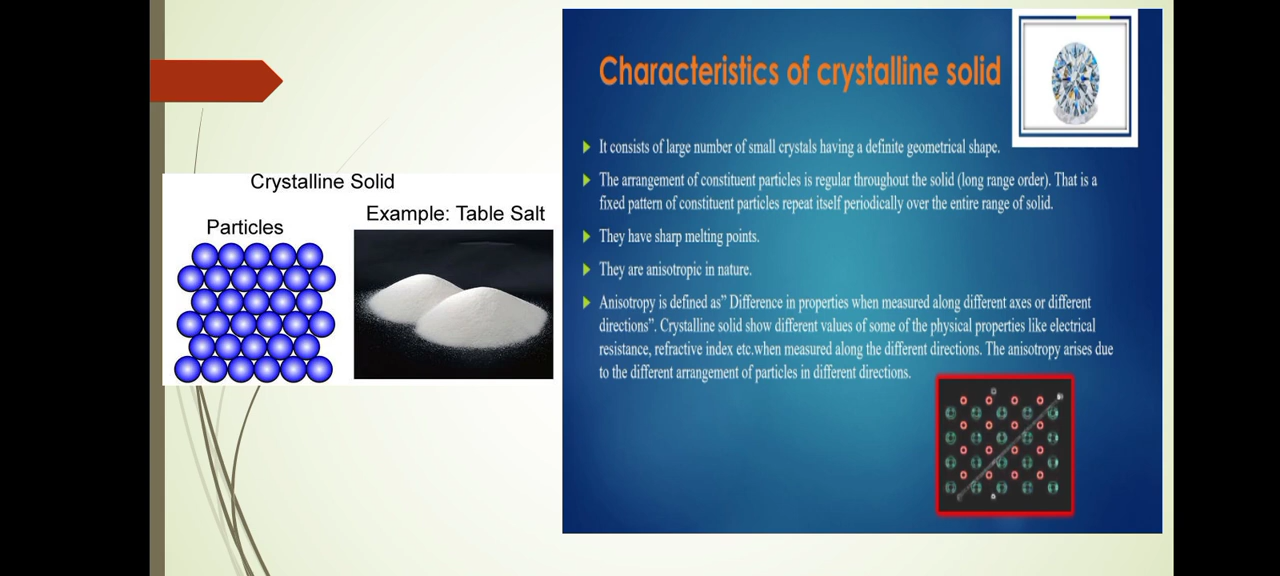 Crystalline Solid
Particles
Example: Table Salt
Characteristics of crystalline solid
It consists of large number of small crystals having a definite geometrical shape.
The arrangement of constituent particles is regular throughout the solid (long range order). That is a
fixed pattern of constituent particles repeat itself periodically over the entire range of solid.
They have sharp melting points.
They are anisotropic in nature.
Anisotropy is defined as” Difference in properties when measured along different axes or different
directions”. Crystalline solid show different values of some of the physical properties like electrical
resistance, refractive index etc.when measured along the different directions. The anisotropy arises due
to the different arrangement of particles in different directions.